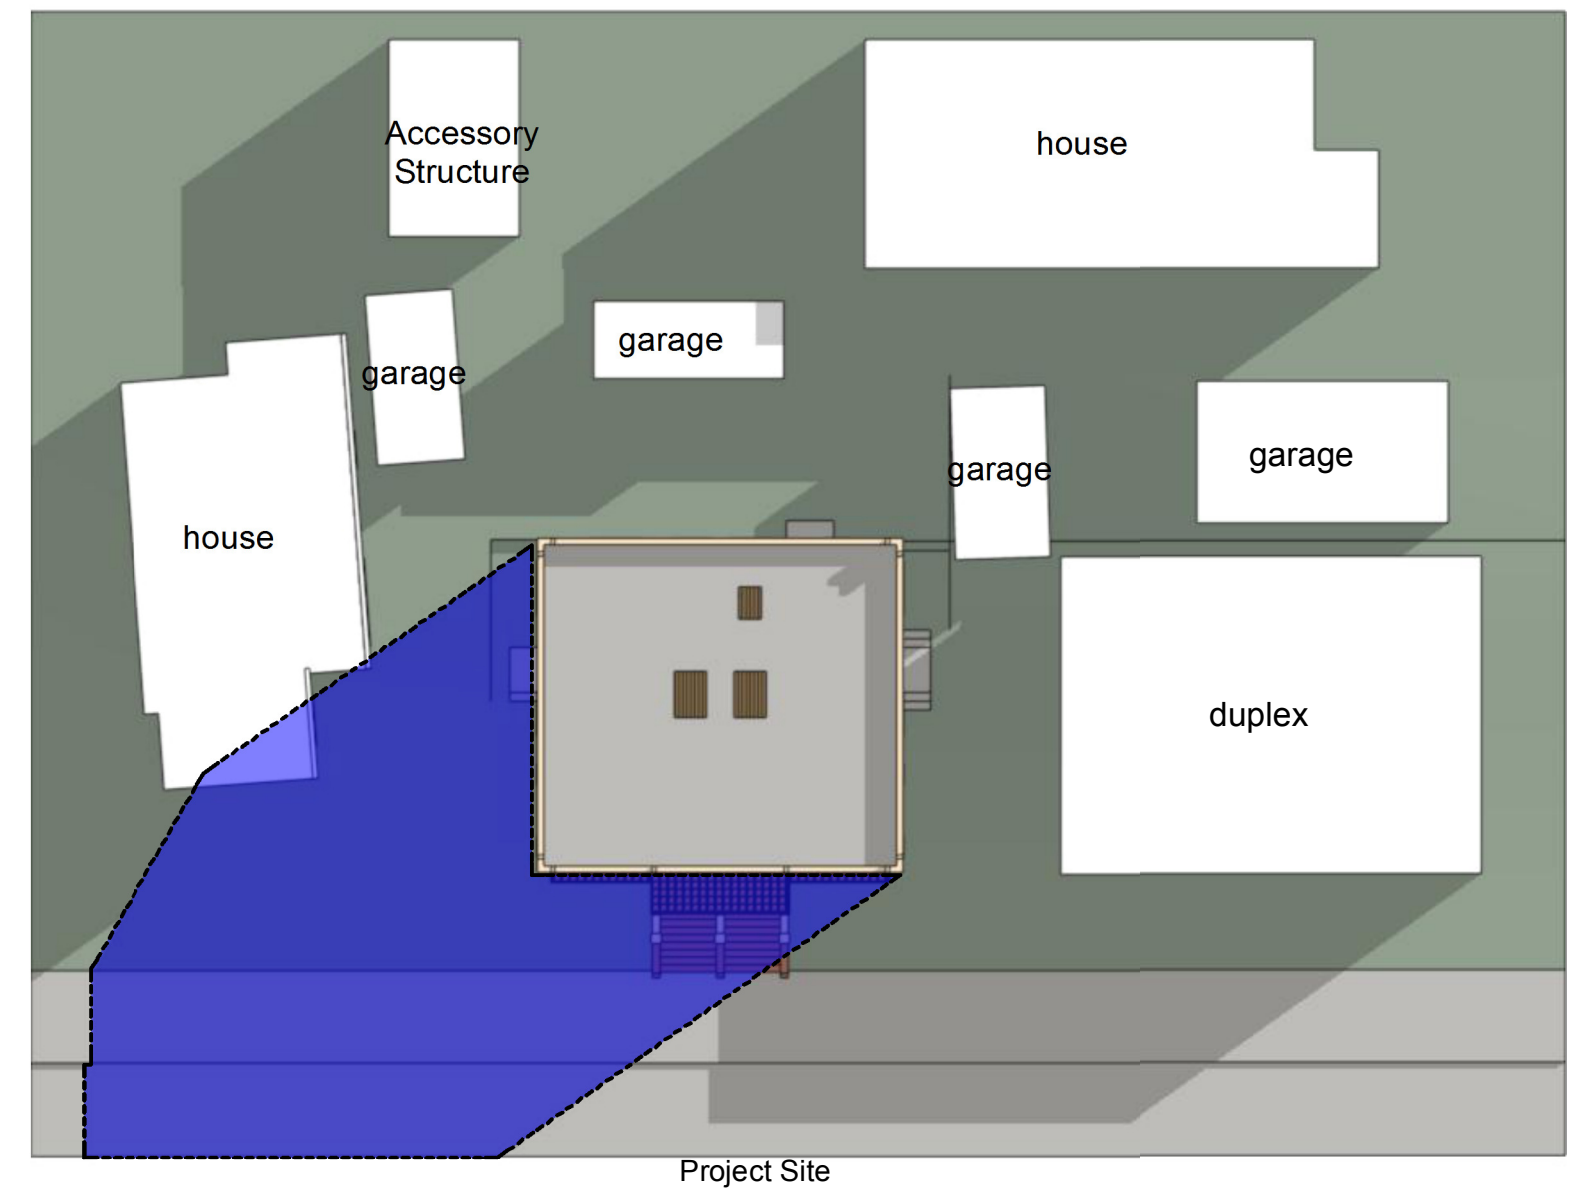 Accessory
Structure
house
garage
garage
garage
garage
house
duplex
Project Site